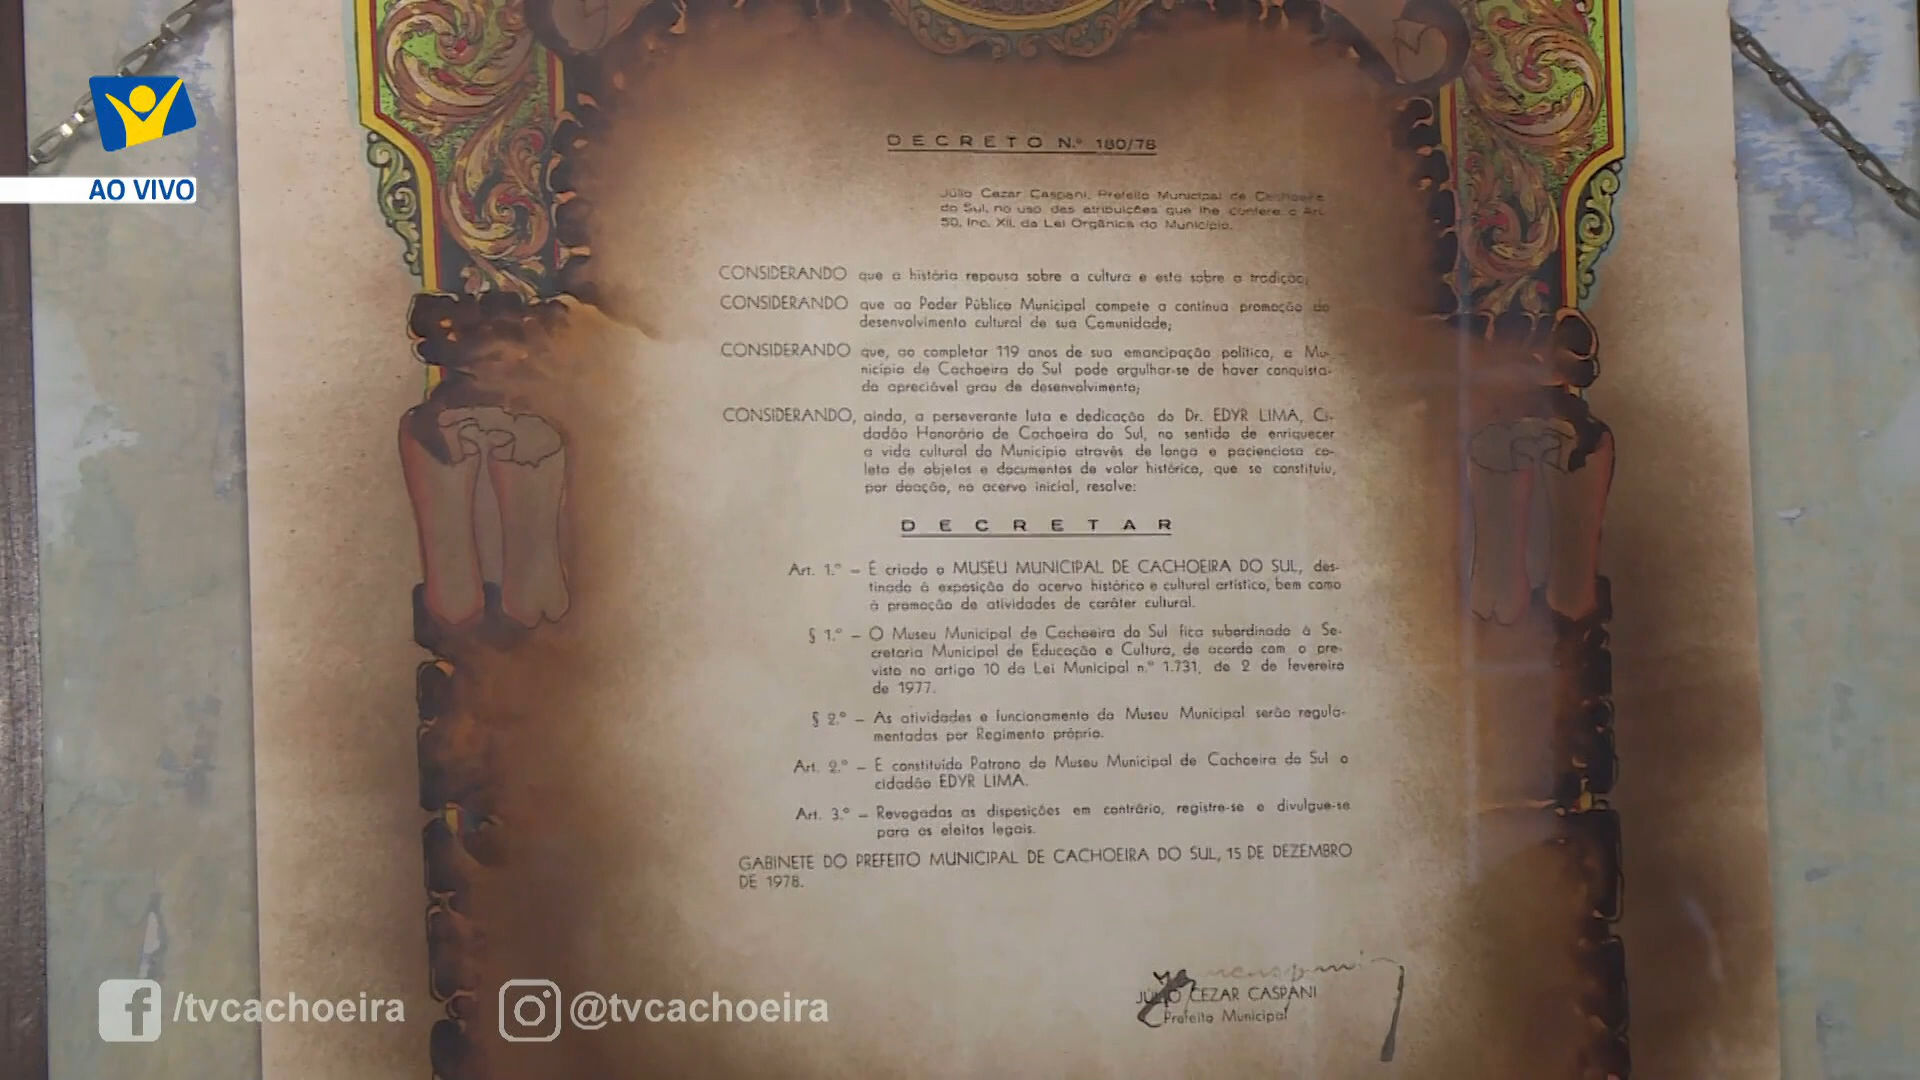 AO VIVO
DECRETO N.º 180/78
Júlio Cezar Caspani, Prefeito Municipal de Cachoeira
do Sul, no uso das atribuições que lhe confere o Art.
50, Inc. XII, da Lei Orgânica do Município.
CONSIDERANDO que a história repousa sobre a cultura e esta sobre a tradição;
CONSIDERANDO que ao Poder Público Municipal compete a contínua promoção do
desenvolvimento cultural de sua Comunidade;
CONSIDERANDO que, ao completar 119 anos de sua emancipação política, o Mu-
nicípio de Cachoeira do Sul pode orgulhar-se de haver conquista-
do apreciável grau de desenvolvimento;
CONSIDERANDO, ainda, a perseverante luta e dedicação do Dr. EDYR LIMA, Ci-
dadão Honorário de Cachoeira do Sul, no sentido de enriquecer
a vida cultural do Município através de longa e pacienciosa co-
leta de objetos e documentos de valor histórico, que se constituiu,
por doação, no acervo inicial, resolve:
DECRETAR
Art. 1.º – É criado o MUSEU MUNICIPAL DE CACHOEIRA DO SUL, des-
tinado à exposição do acervo histórico e cultural artístico, bem como
à promoção de atividades de caráter cultural.
§ 1.º – O Museu Municipal de Cachoeira do Sul fica subordinado à Se-
cretaria Municipal de Educação e Cultura, de acordo com o pre-
visto no artigo 10 da Lei Municipal n.º 1.731, de 2 de fevereiro
de 1977.
§ 2.º – As atividades e funcionamento do Museu Municipal serão regula-
mentadas por Regimento próprio.
Art. 2.º – É constituído Patrono do Museu Municipal de Cachoeira do Sul o
cidadão EDYR LIMA.
Art. 3.º – Revogadas as disposições em contrário, registre-se e divulgue-se
para os efeitos legais.
GABINETE DO PREFEITO MUNICIPAL DE CACHOEIRA DO SUL, 15 DE DEZEMBRO
DE 1978.
JÚLIO CEZAR CASPANI
Prefeito Municipal
/tvcachoeira @tvcachoeira